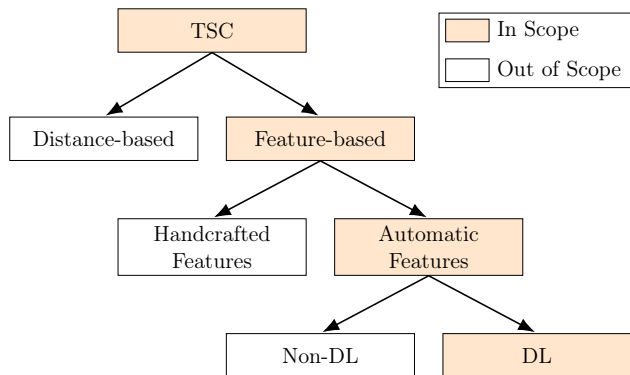 TSC
In Scope
Out of Scope
Distance-based
Feature-based
Handcrafted
Features
Automatic
Features
Non-DL
DL